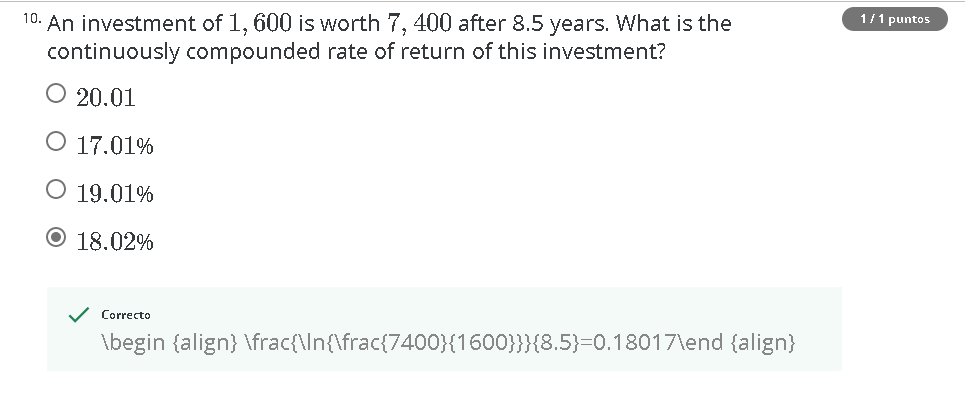 10. An investment of 1, 600 is worth 7, 400 after 8.5 years. What is the
1 / 1 puntos
continuously compounded rate of return of this investment?
20.01
17.01%
19.01%
18.02%
Correcto
\begin {align} \frac{\ln{\frac{7400}{1600}}}{8.5}=0.18017\end {align}